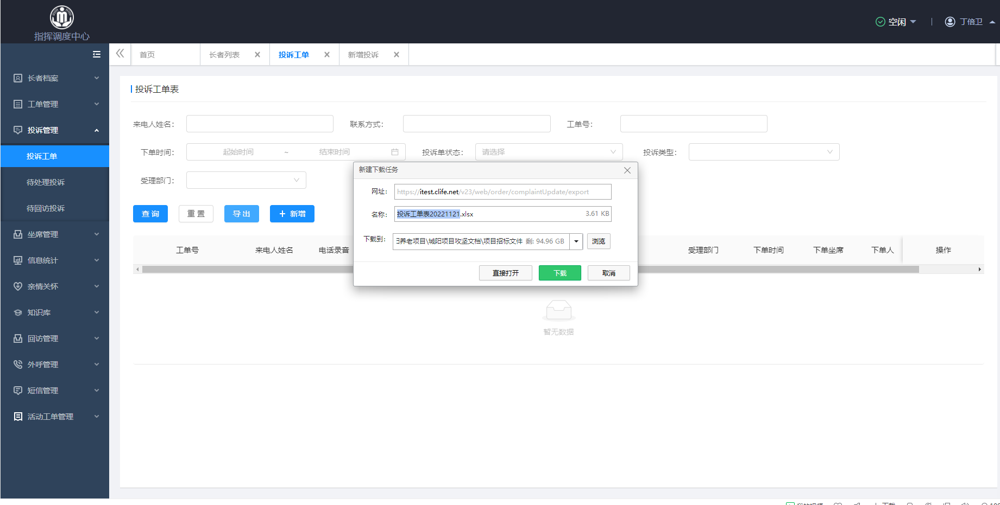 指挥调度中心
空闲
丁倍卫
首页
长者列表
投诉工单
新增投诉
长者档案
工单管理
投诉管理
投诉工单
待处理投诉
待回访投诉
坐席管理
信息统计
亲情关怀
知识库
回访管理
外呼管理
短信管理
活动工单管理
投诉工单表
来电人姓名:
联系方式:
工单号:
下单时间: 起始时间 ~ 结束时间
投诉单状态: 请选择
投诉类型:
受理部门:
查询 重置 导出 + 新增
工单号 来电人姓名 电话录音 受理部门 下单时间 下单坐席 下单人 操作
新建下载任务
网址: https://itest.clife.net/v23/web/order/complaintUpdate/export
名称: 投诉工单表20221121.xlsx 3.61 KB
下载到: 养老项目\城阳项目攻坚文档\项目招标文件 剩: 94.96 GB 浏览
直接打开 下载 取消
暂无数据